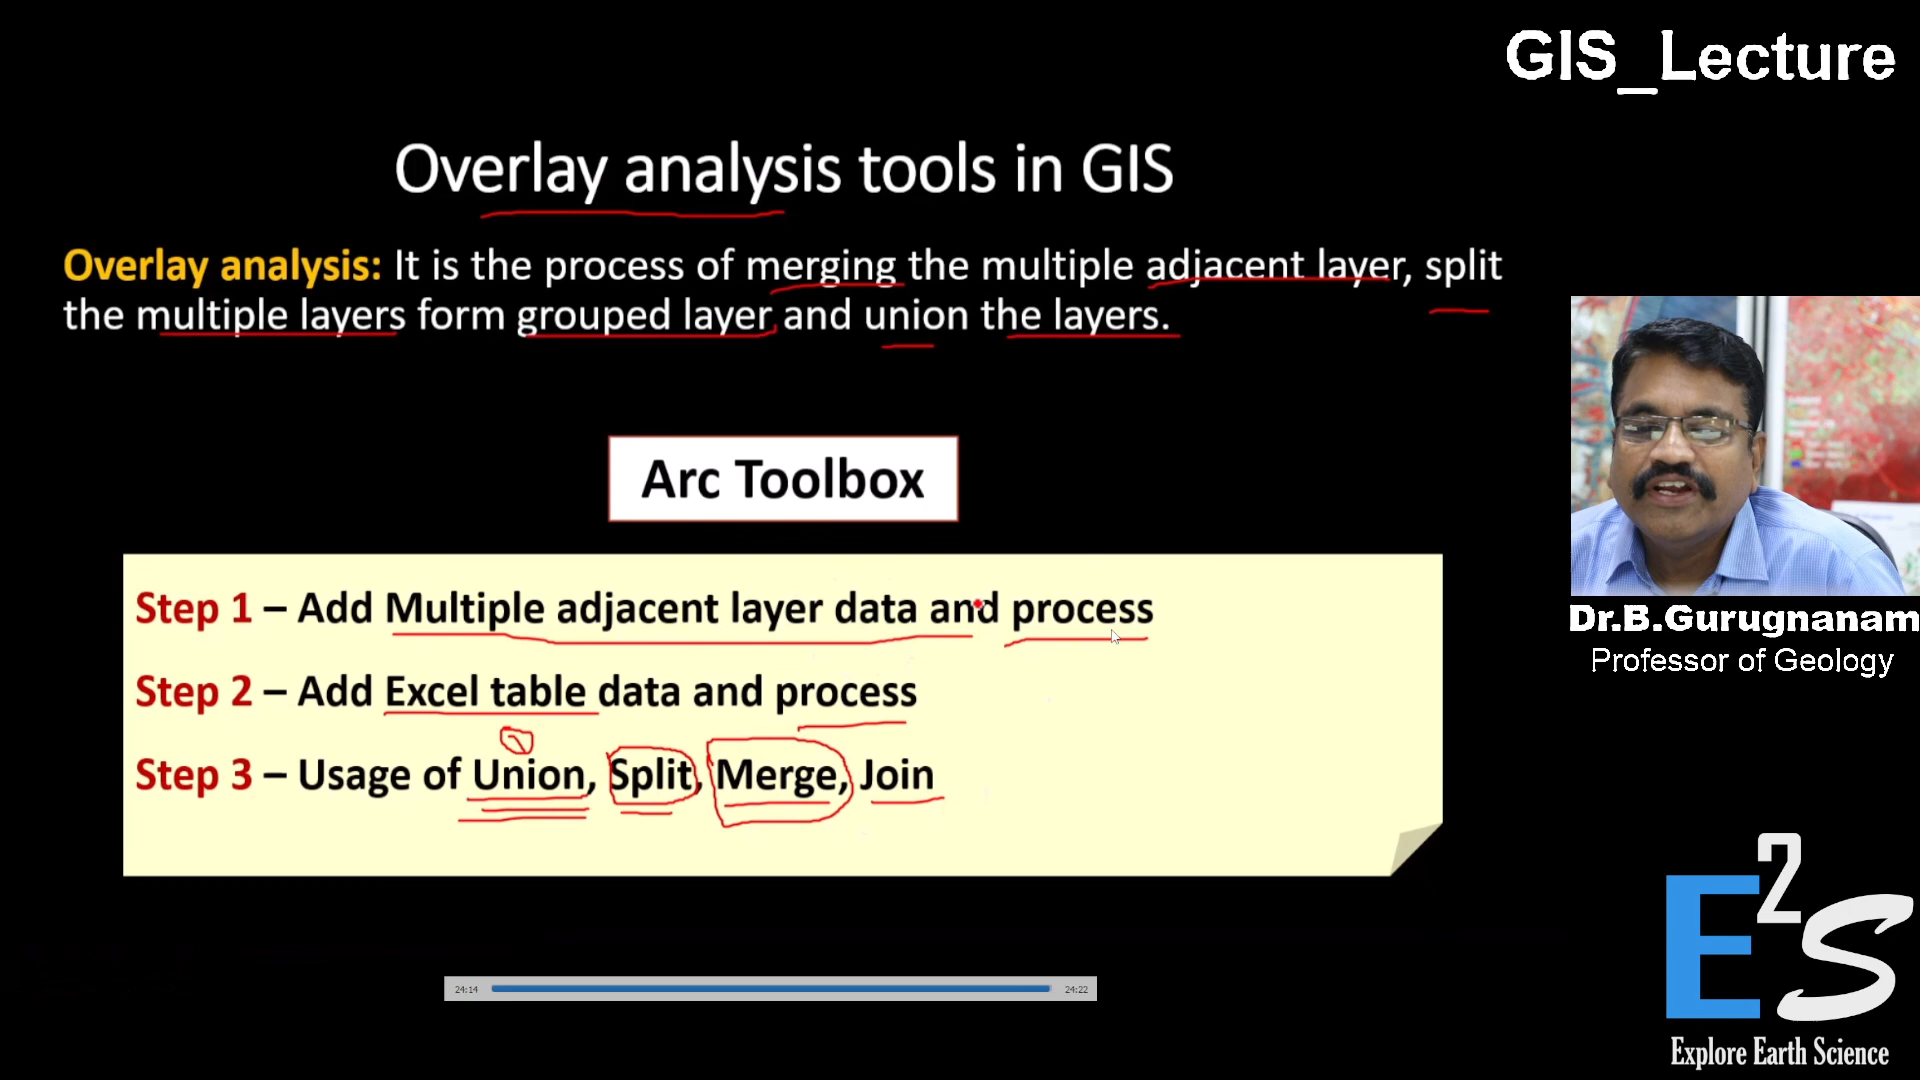 GIS_Lecture
Overlay analysis tools in GIS
Overlay analysis: It is the process of merging the multiple adjacent layer, split
the multiple layers form grouped layer and union the layers.
Arc Toolbox
Step 1 – Add Multiple adjacent layer data and process
Step 2 – Add Excel table data and process
Step 3 – Usage of Union, Split, Merge, Join
Dr.B.Gurugnanam
Professor of Geology
24:14
24:22
E2S
Explore Earth Science